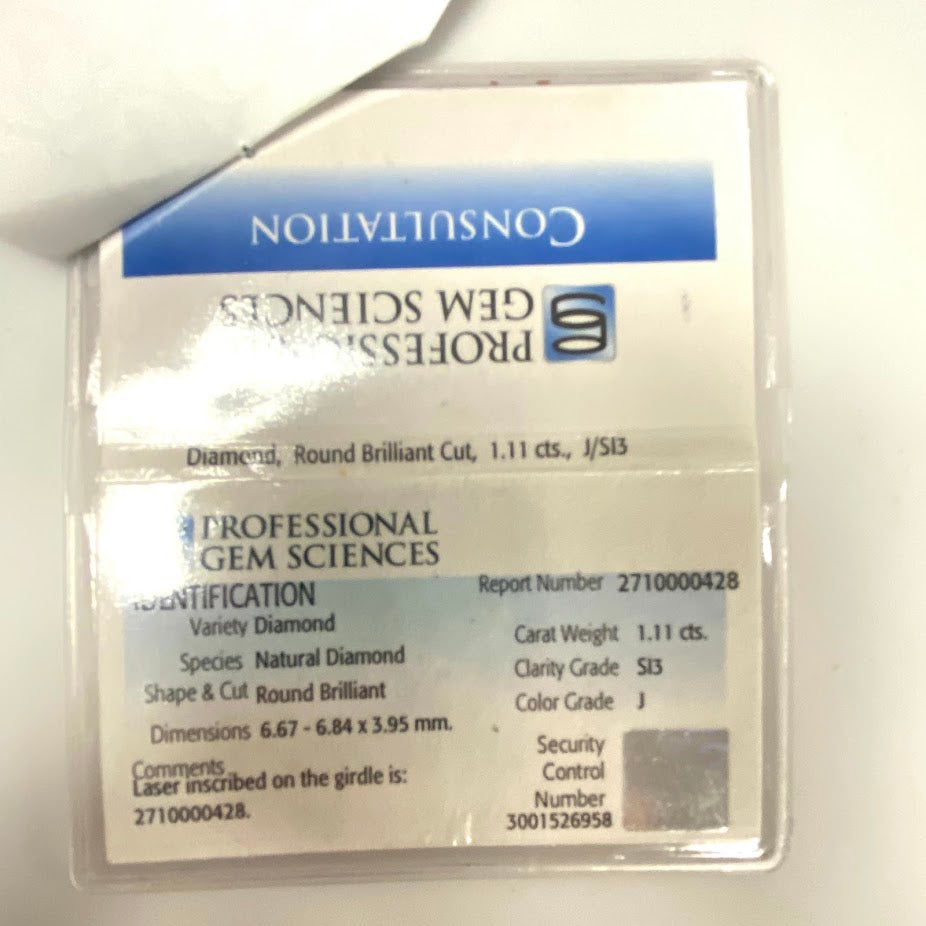 CONSULTATION
PROFESSIONAL
GEM SCIENCES
Diamond, Round Brilliant Cut, 1.11 cts., J/SI3
PROFESSIONAL
GEM SCIENCES
IDENTIFICATION
Report Number 2710000428
Variety Diamond
Species Natural Diamond
Shape & Cut Round Brilliant
Dimensions 6.67 - 6.84 x 3.95 mm.
Carat Weight 1.11 cts.
Clarity Grade SI3
Color Grade J
Comments
Laser inscribed on the girdle is:
2710000428.
Security
Control
Number
3001526958